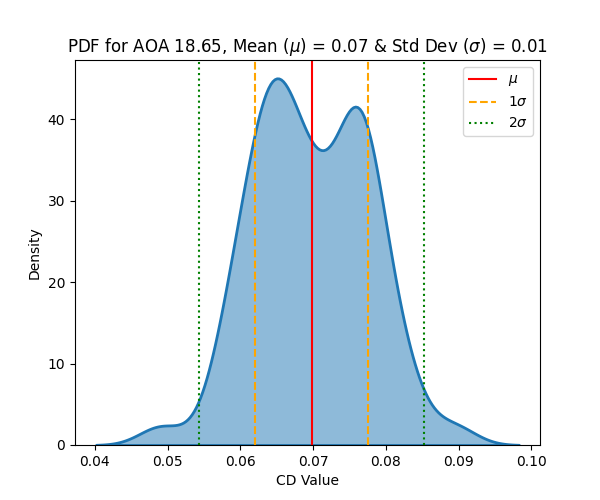 PDF for AOA 18.65, Mean (μ) = 0.07 & Std Dev (σ) = 0.01
μ
1σ
2σ
40
30
20
10
0
Density
0.04 0.05 0.06 0.07 0.08 0.09 0.10
CD Value